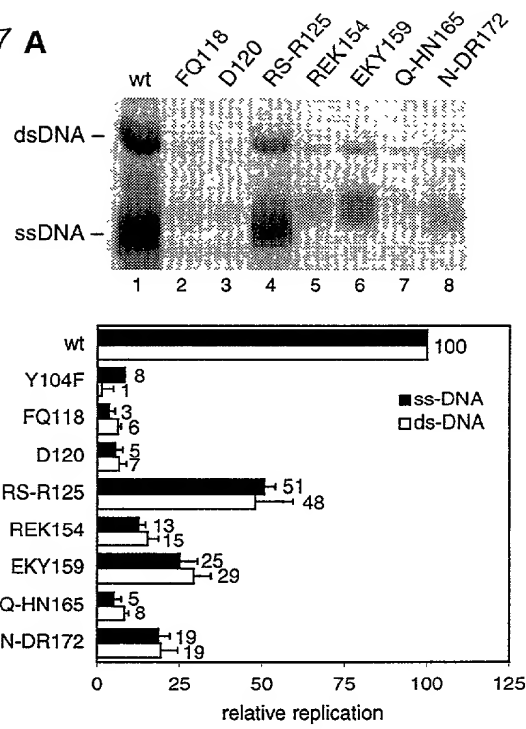 7 A
wt FQ118 D120 RS-R125 REK154 EKY159 Q-HN165 N-DR172
dsDNA –
ssDNA –
1 2 3 4 5 6 7 8
wt 100
Y104F 8 1
FQ118 3 6
D120 5 7
RS-R125 51 48
REK154 13 15
EKY159 25 29
Q-HN165 5 8
N-DR172 19 19
ss-DNA
ds-DNA
0 25 50 75 100 125
relative replication